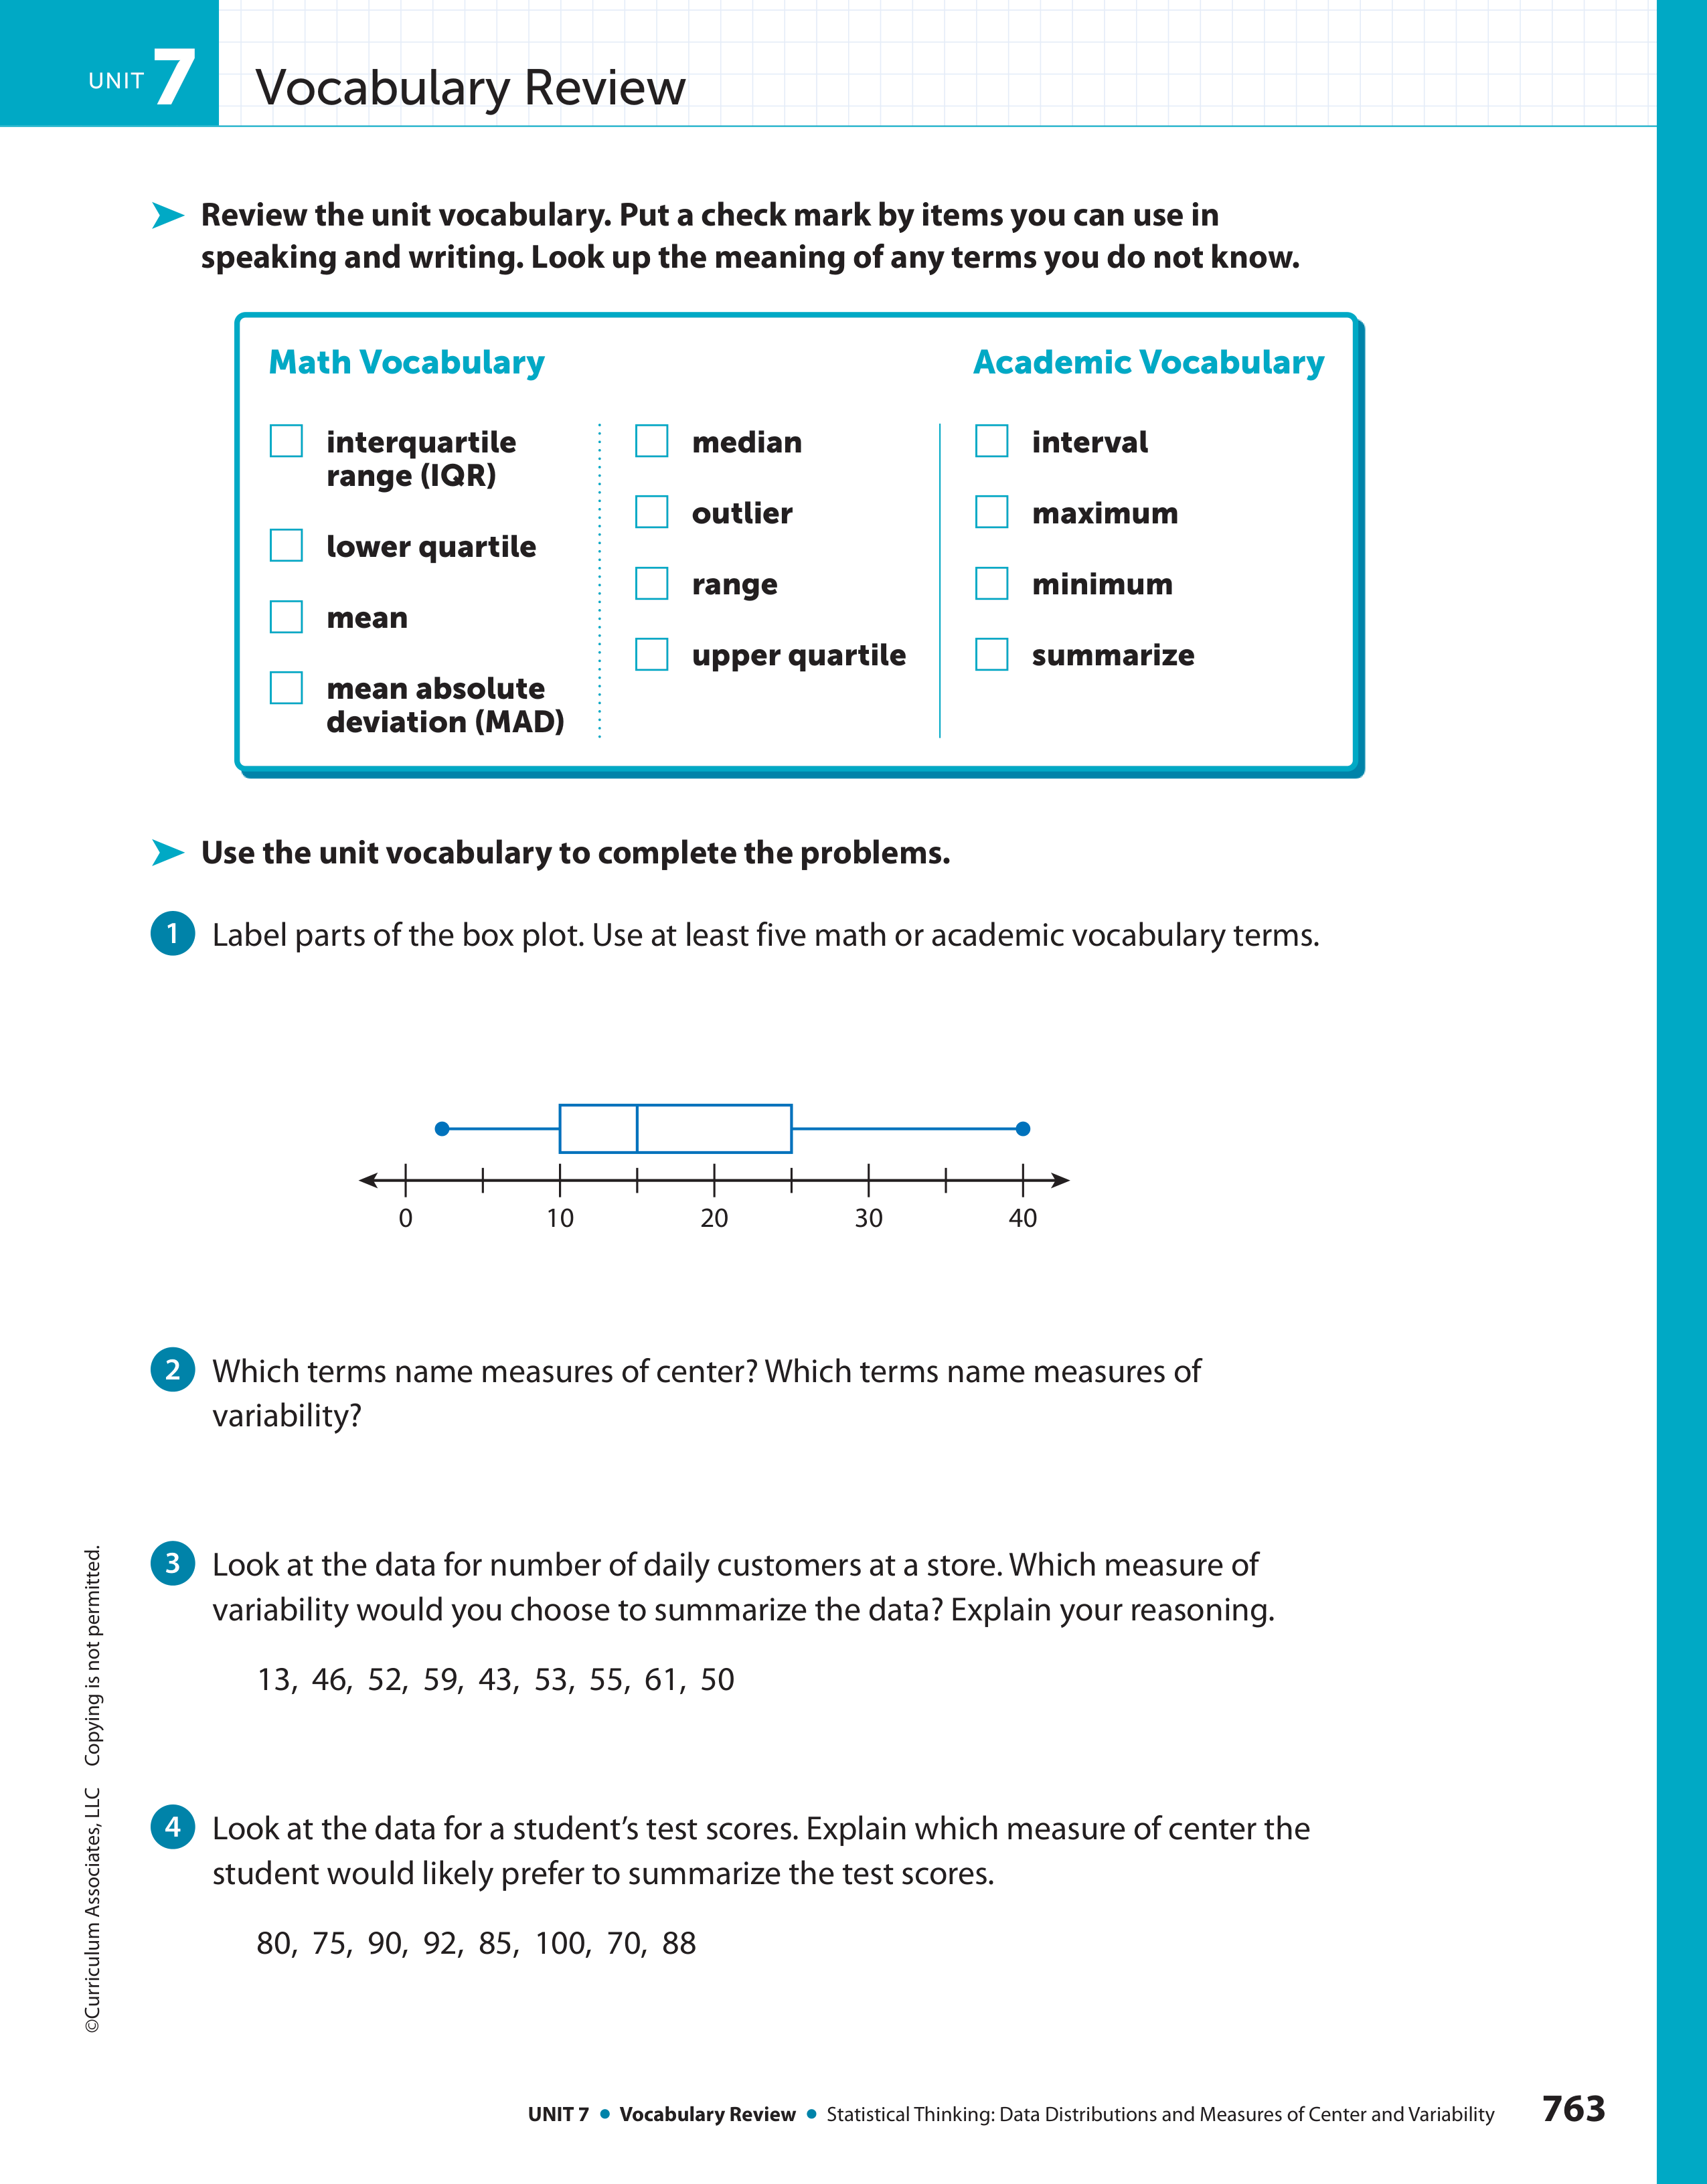 UNIT 7
Vocabulary Review
Review the unit vocabulary. Put a check mark by items you can use in
speaking and writing. Look up the meaning of any terms you do not know.
Math Vocabulary
interquartile
range (IQR)
lower quartile
mean
mean absolute
deviation (MAD)
median
outlier
range
upper quartile
Academic Vocabulary
interval
maximum
minimum
summarize
Use the unit vocabulary to complete the problems.
1 Label parts of the box plot. Use at least five math or academic vocabulary terms.
0 10 20 30 40
2 Which terms name measures of center? Which terms name measures of
variability?
3 Look at the data for number of daily customers at a store. Which measure of
variability would you choose to summarize the data? Explain your reasoning.
13, 46, 52, 59, 43, 53, 55, 61, 50
4 Look at the data for a student’s test scores. Explain which measure of center the
student would likely prefer to summarize the test scores.
80, 75, 90, 92, 85, 100, 70, 88
©Curriculum Associates, LLC Copying is not permitted.
UNIT 7 • Vocabulary Review • Statistical Thinking: Data Distributions and Measures of Center and Variability 763